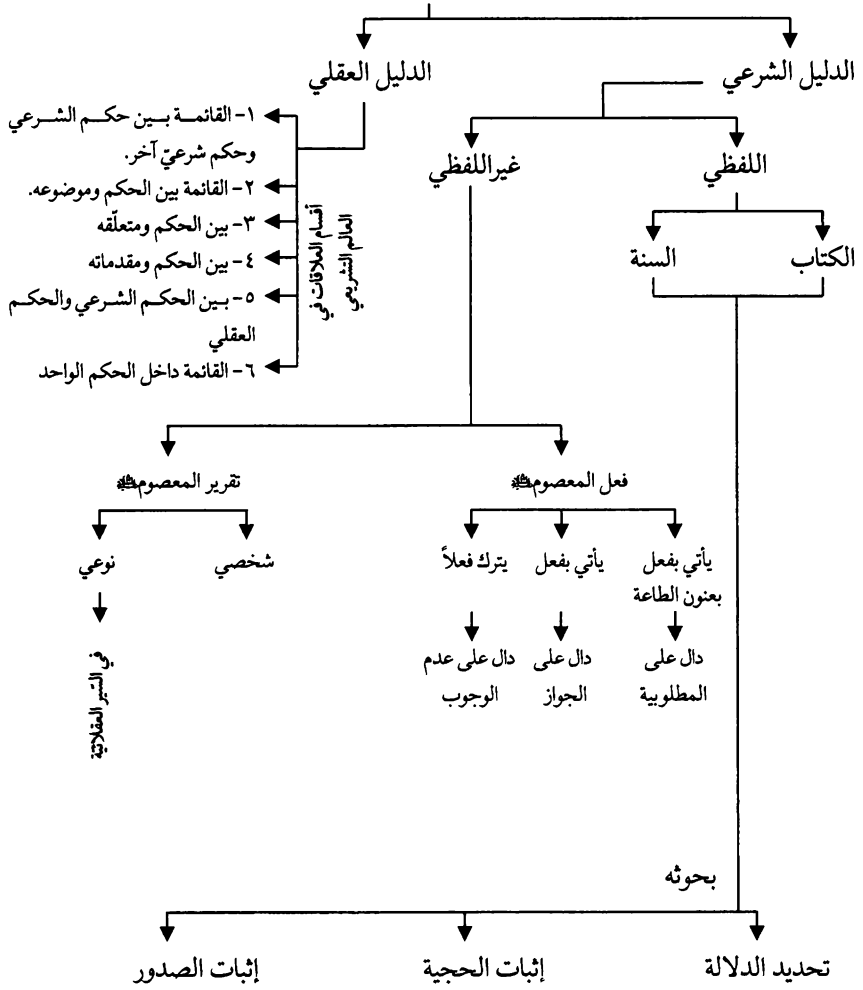 الدليل الشرعي
الدليل العقلي
١- القائمة بين حكم الشرعي
وحكم شرعيّ آخر.
٢- القائمة بين الحكم وموضوعه.
٣- بين الحكم ومتعلّقه
٤- بين الحكم ومقدماته
٥- بين الحكم الشرعي والحكم
العقلي
٦- القائمة داخل الحكم الواحد
أقسام العلاقات في
العالم التشريعي
اللفظي
غير اللفظي
الكتاب
السنة
فعل المعصوم
تقرير المعصوم
يأتي بفعل
بعنون الطاعة
يأتي بفعل
يترك فعلاً
شخصي
نوعي
دال على
المطلوبية
دال على
الجواز
دال على عدم
الوجوب
في السّير العقلائيّة
بحوثه
تحديد الدلالة
إثبات الحجية
إثبات الصدور